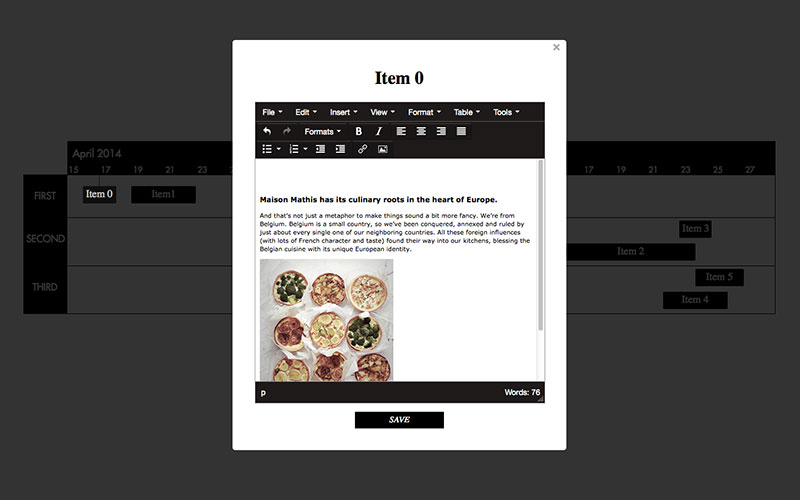 ×
Item 0
File Edit Insert View Format Table Tools
Formats B I
April 2014
15 17 19 21 23 17 19 21 23 25 27
FIRST Item 0 Item1
Maison Mathis has its culinary roots in the heart of Europe.
And that's not just a metaphor to make things sound a bit more fancy. We're from
Belgium. Belgium is a small country, so we've been conquered, annexed and ruled by
just about every single one of our neighboring countries. All these foreign influences
(with lots of French character and taste) found their way into our kitchens, blessing the
Belgian cuisine with its unique European identity.
SECOND Item 3
Item 2
THIRD Item 5
Item 4
p Words: 76
SAVE